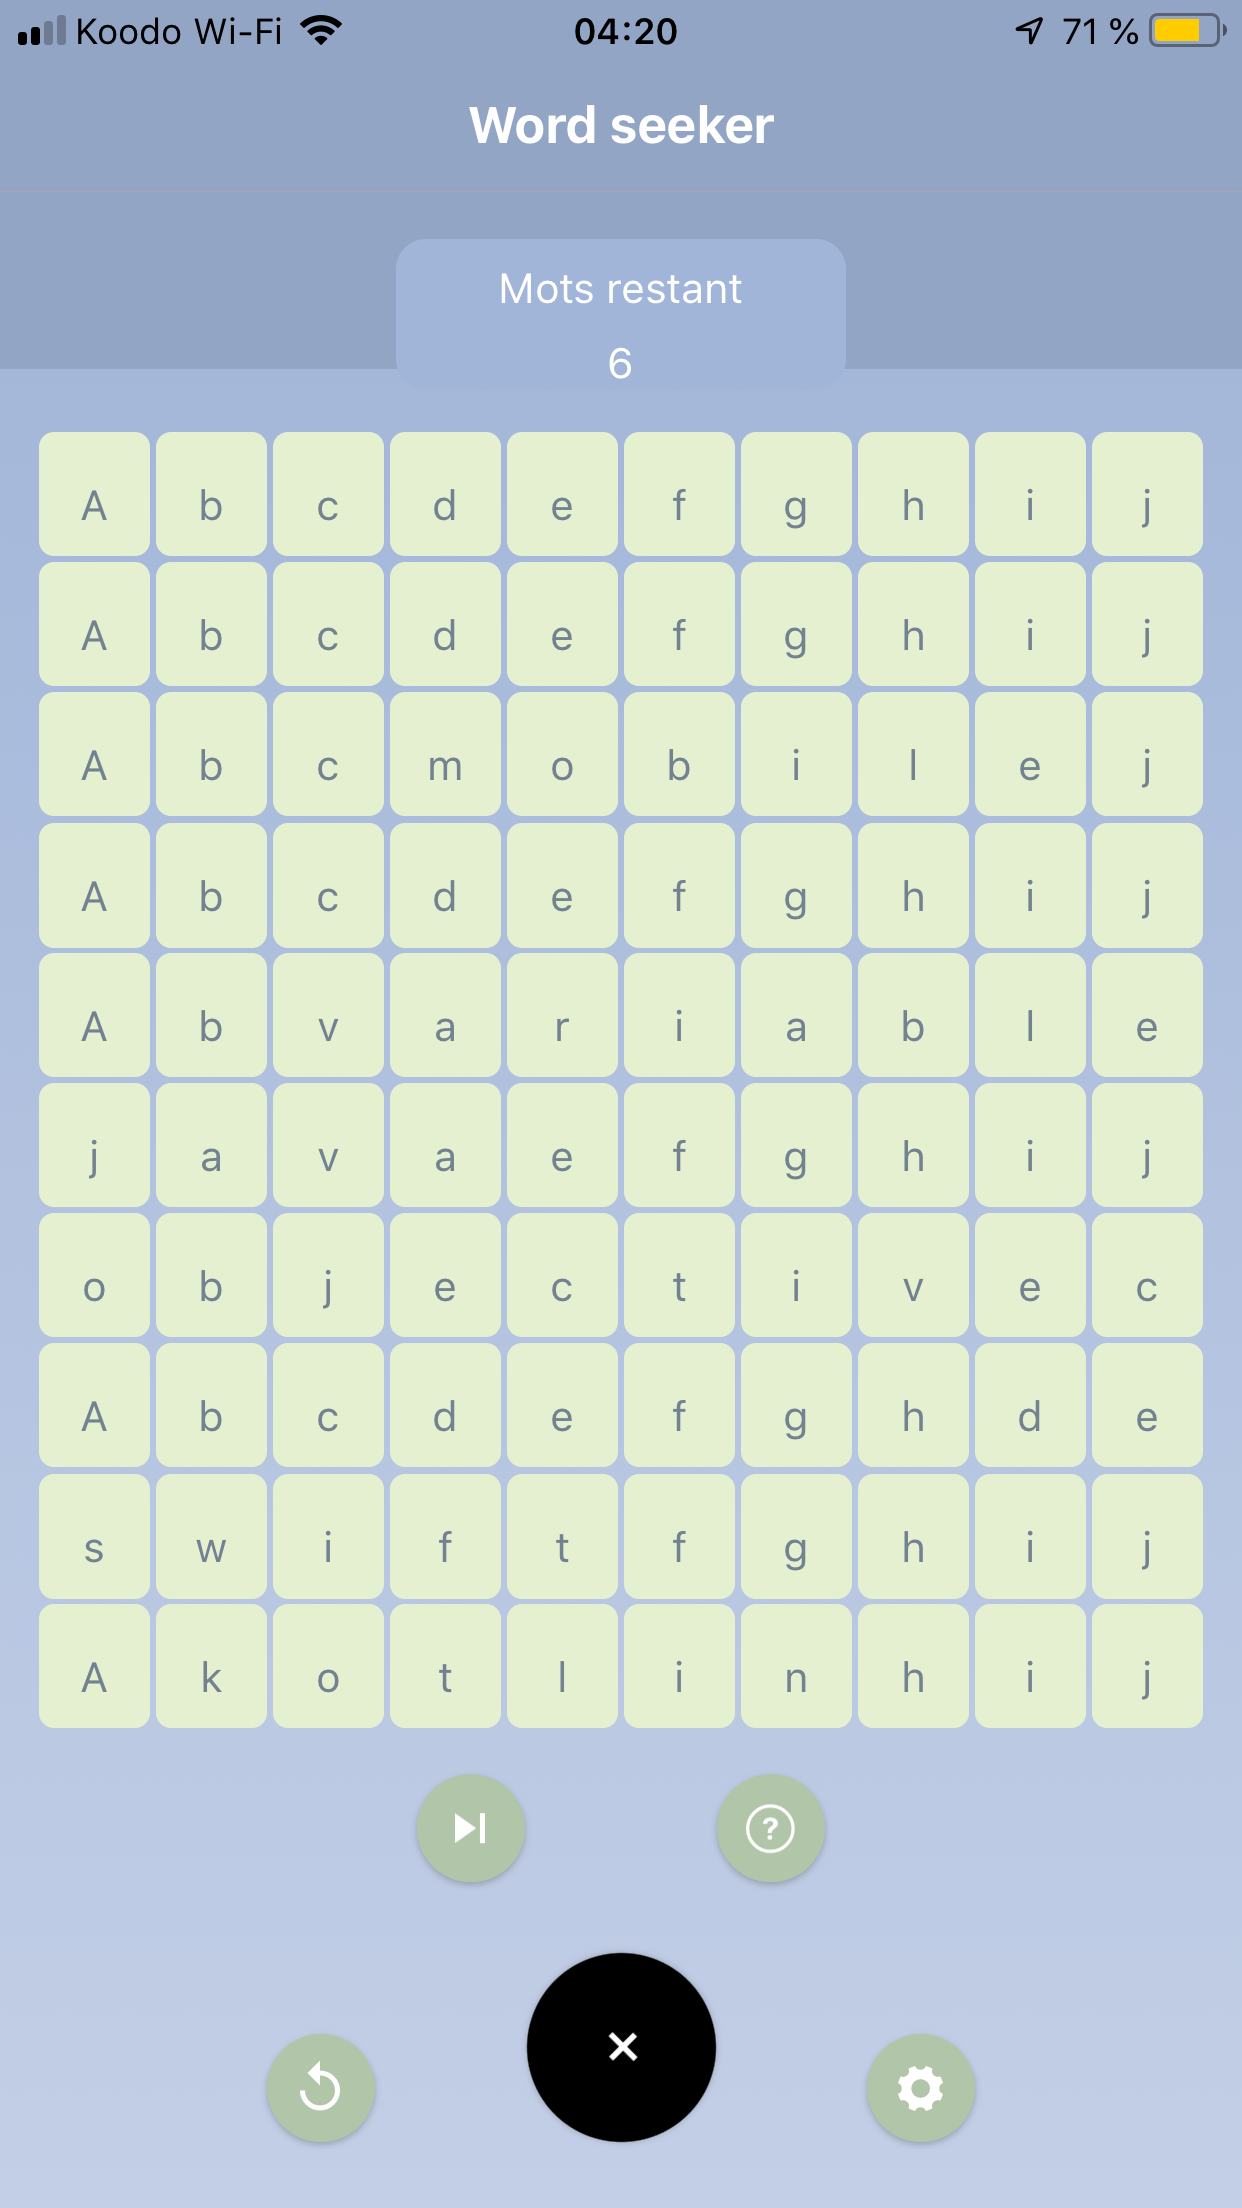 Koodo Wi-Fi 04:20 71 %
Word seeker
Mots restant
6
A b c d e f g h i j
A b c d e f g h i j
A b c m o b i l e j
A b c d e f g h i j
A b v a r i a b l e
j a v a e f g h i j
o b j e c t i v e c
A b c d e f g h d e
s w i f t f g h i j
A k o t l i n h i j
?